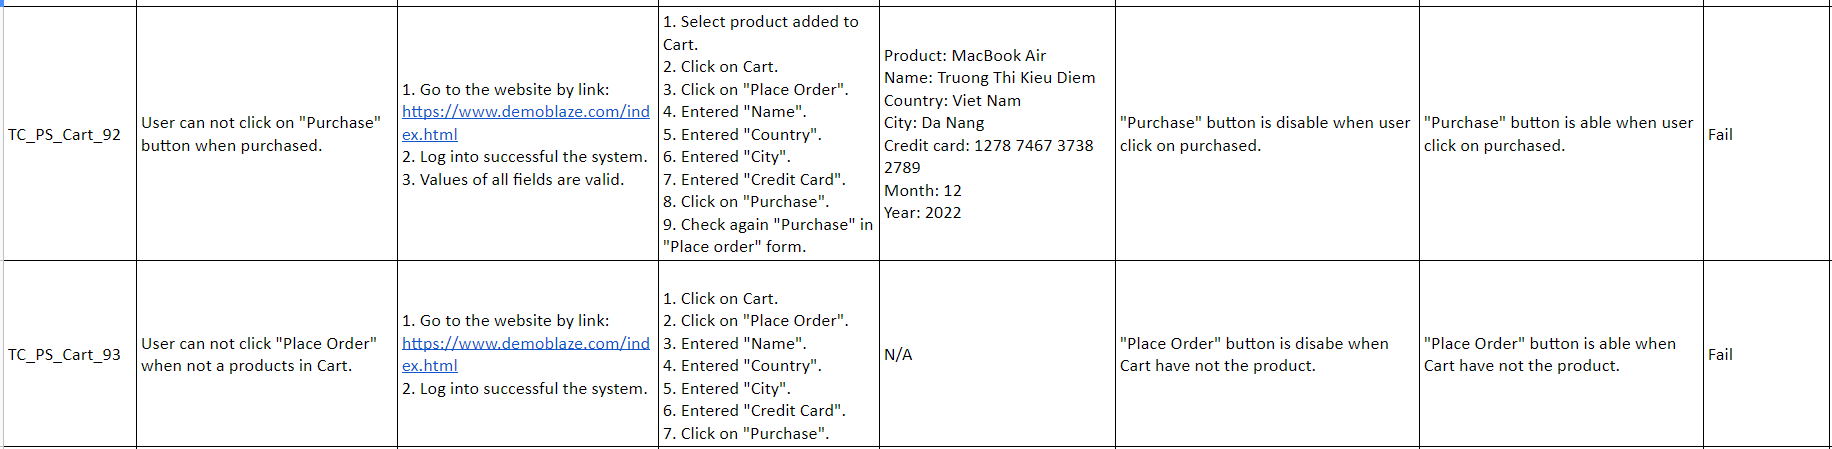 TC_PS_Cart_92
User can not click on "Purchase"
button when purchased.
1. Go to the website by link:
https://www.demoblaze.com/ind
ex.html
2. Log into successful the system.
3. Values of all fields are valid.
1. Select product added to
Cart.
2. Click on Cart.
3. Click on "Place Order".
4. Entered "Name".
5. Entered "Country".
6. Entered "City".
7. Entered "Credit Card".
8. Click on "Purchase".
9. Check again "Purchase" in
"Place order" form.
Product: MacBook Air
Name: Truong Thi Kieu Diem
Country: Viet Nam
City: Da Nang
Credit card: 1278 7467 3738
2789
Month: 12
Year: 2022
"Purchase" button is disable when user
click on purchased.
"Purchase" button is able when user
click on purchased.
Fail
TC_PS_Cart_93
User can not click "Place Order"
when not a products in Cart.
1. Go to the website by link:
https://www.demoblaze.com/ind
ex.html
2. Log into successful the system.
1. Click on Cart.
2. Click on "Place Order".
3. Entered "Name".
4. Entered "Country".
5. Entered "City".
6. Entered "Credit Card".
7. Click on "Purchase".
N/A
"Place Order" button is disabe when
Cart have not the product.
"Place Order" button is able when
Cart have not the product.
Fail